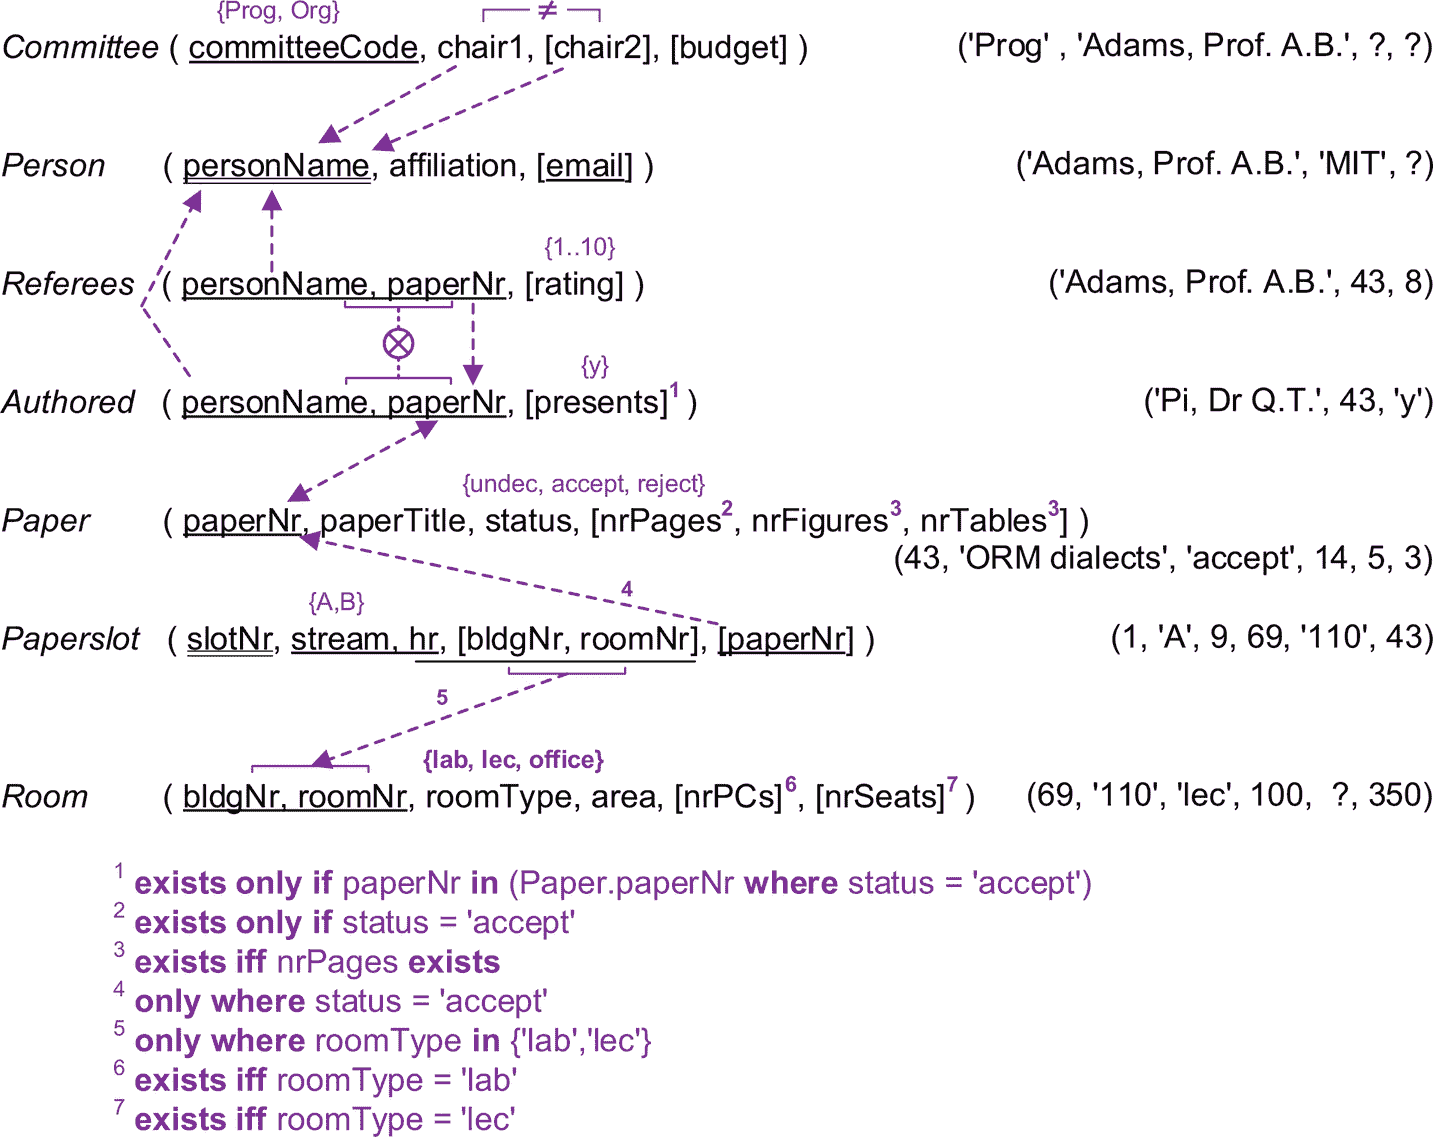 {Prog, Org} ≠
Committee ( committeeCode, chair1, [chair2], [budget] ) ('Prog' , 'Adams, Prof. A.B.', ?, ?)
Person ( personName, affiliation, [email] ) ('Adams, Prof. A.B.', 'MIT', ?)
{1..10}
Referees ( personName, paperNr, [rating] ) ('Adams, Prof. A.B.', 43, 8)
{y}
Authored ( personName, paperNr, [presents]1 ) ('Pi, Dr Q.T.', 43, 'y')
{undec, accept, reject}
Paper ( paperNr, paperTitle, status, [nrPages2, nrFigures3, nrTables3] )
(43, 'ORM dialects', 'accept', 14, 5, 3)
4
{A,B}
Paperslot ( slotNr, stream, hr, [bldgNr, roomNr], [paperNr] ) (1, 'A', 9, 69, '110', 43)
5
{lab, lec, office}
Room ( bldgNr, roomNr, roomType, area, [nrPCs]6, [nrSeats]7 ) (69, '110', 'lec', 100, ?, 350)
1 exists only if paperNr in (Paper.paperNr where status = 'accept')
2 exists only if status = 'accept'
3 exists iff nrPages exists
4 only where status = 'accept'
5 only where roomType in {'lab','lec'}
6 exists iff roomType = 'lab'
7 exists iff roomType = 'lec'